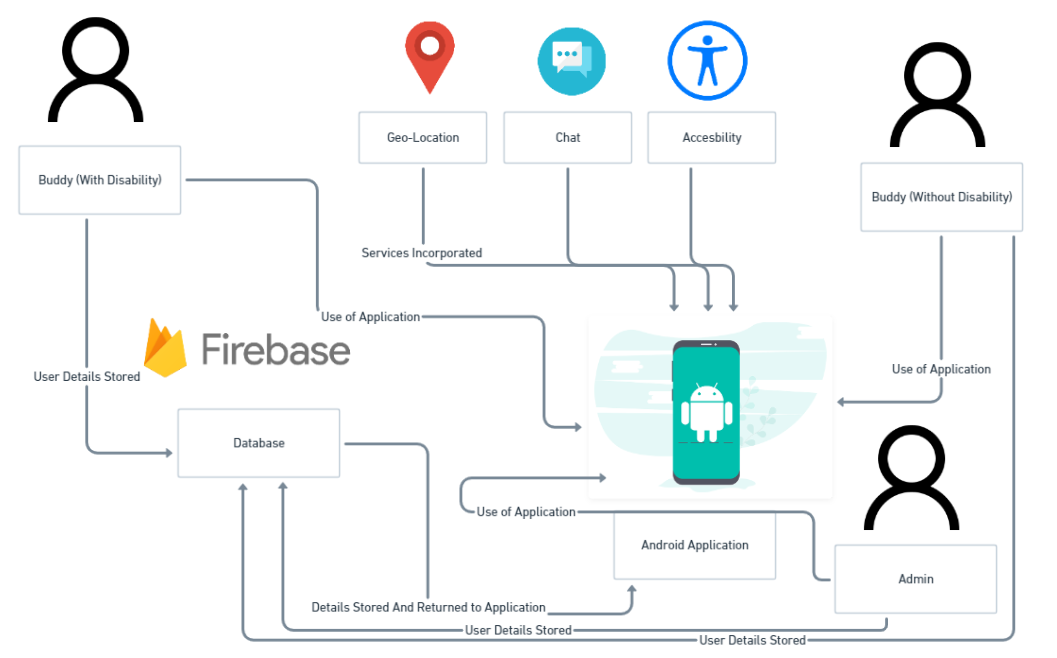 Geo-Location
Chat
Accesbility
Buddy (With Disability)
Buddy (Without Disability)
Services Incorporated
Use of Application
Firebase
User Details Stored
Use of Application
Database
Use of Application
Android Application
Admin
Details Stored And Returned to Application
User Details Stored
User Details Stored